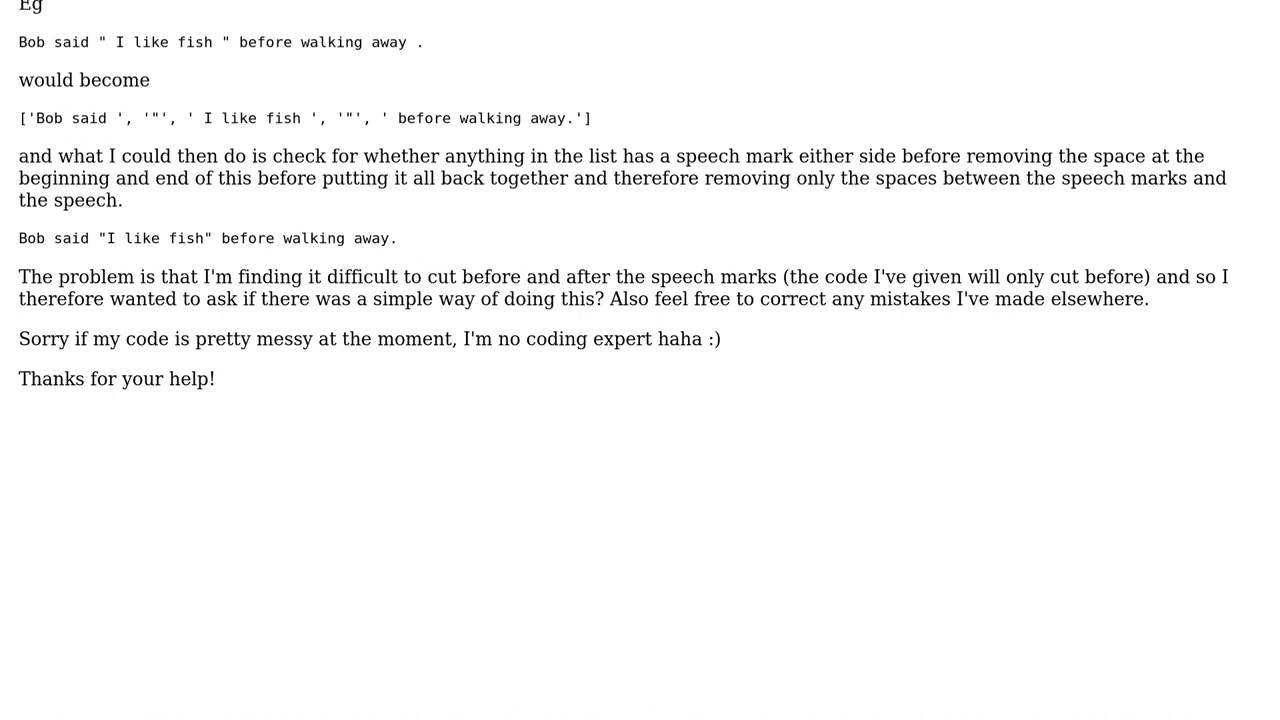 Eg
Bob said " I like fish " before walking away .
would become
['Bob said ', '"', ' I like fish ', '"', ' before walking away.']
and what I could then do is check for whether anything in the list has a speech mark either side before removing the space at the
beginning and end of this before putting it all back together and therefore removing only the spaces between the speech marks and
the speech.
Bob said "I like fish" before walking away.
The problem is that I'm finding it difficult to cut before and after the speech marks (the code I've given will only cut before) and so I
therefore wanted to ask if there was a simple way of doing this? Also feel free to correct any mistakes I've made elsewhere.
Sorry if my code is pretty messy at the moment, I'm no coding expert haha :)
Thanks for your help!